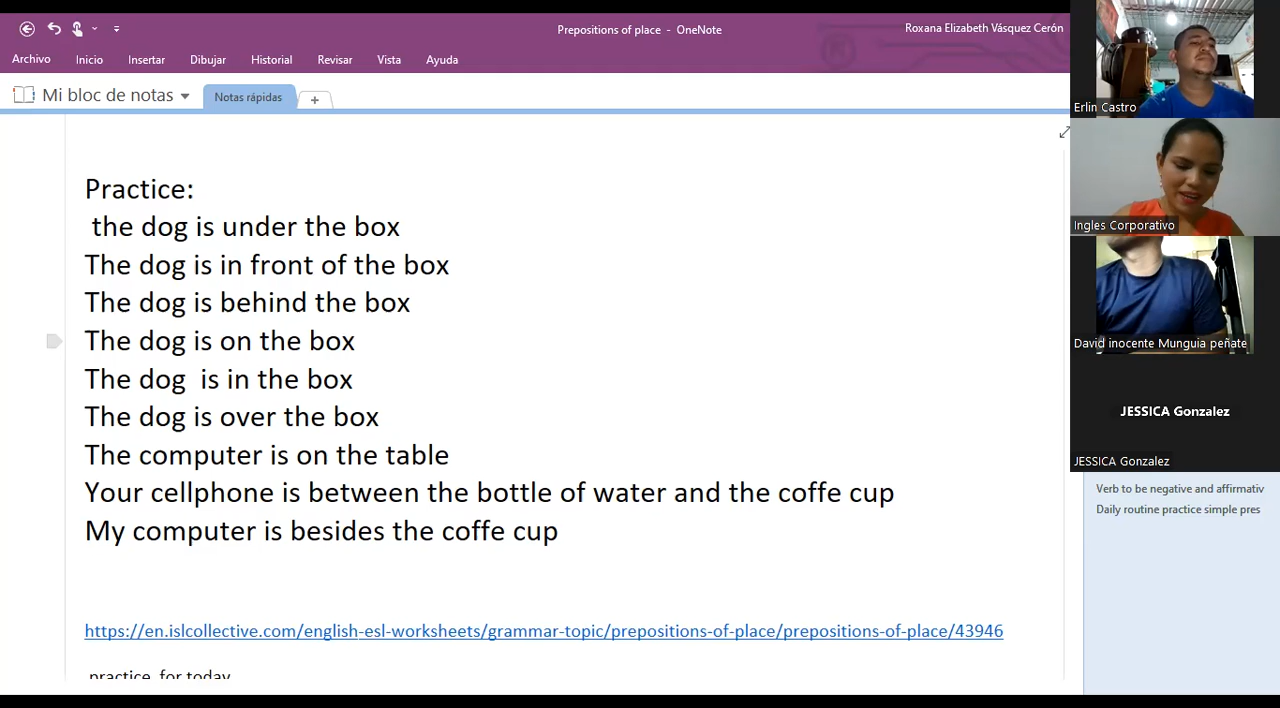 Prepositions of place - OneNote
Roxana Elizabeth Vásquez Cerón
Archivo Inicio Insertar Dibujar Historial Revisar Vista Ayuda
Mi bloc de notas
Notas rápidas
Practice:
the dog is under the box
The dog is in front of the box
The dog is behind the box
The dog is on the box
The dog is in the box
The dog is over the box
The computer is on the table
Your cellphone is between the bottle of water and the coffe cup
My computer is besides the coffe cup
https://en.islcollective.com/english-esl-worksheets/grammar-topic/prepositions-of-place/prepositions-of-place/43946
practice for today
Erlin Castro
Ingles Corporativo
David inocente Munguia peñate
JESSICA Gonzalez
JESSICA Gonzalez
Verb to be negative and affirmativ
Daily routine practice simple pres